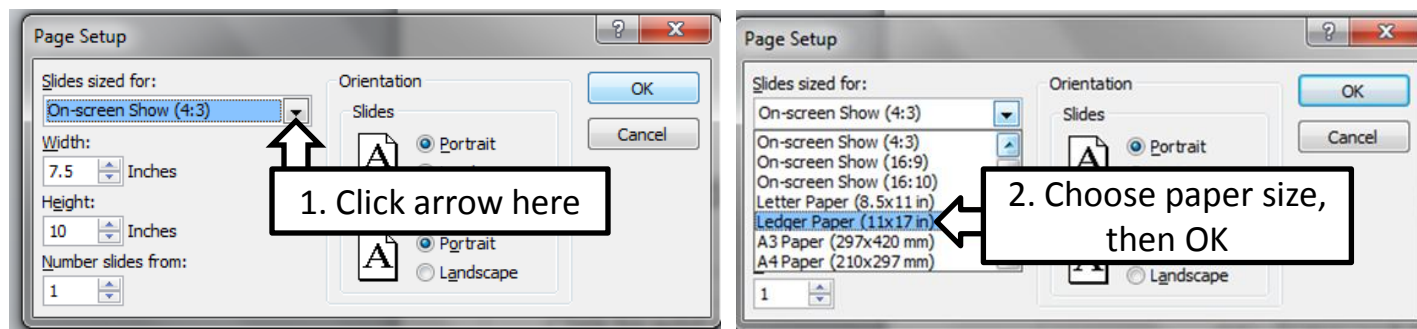 Page Setup
Slides sized for:
On-screen Show (4:3)
Width:
7.5 Inches
Height:
10 Inches
Number slides from:
1
Orientation
Slides
A Portrait
A Portrait
Landscape
OK
Cancel
1. Click arrow here
Page Setup
Slides sized for:
On-screen Show (4:3)
On-screen Show (4:3)
On-screen Show (16:9)
On-screen Show (16:10)
Letter Paper (8.5x11 in)
Ledger Paper (11x17 in)
A3 Paper (297x420 mm)
A4 Paper (210x297 mm)
1
Orientation
Slides
A Portrait
Landscape
OK
Cancel
2. Choose paper size,
then OK